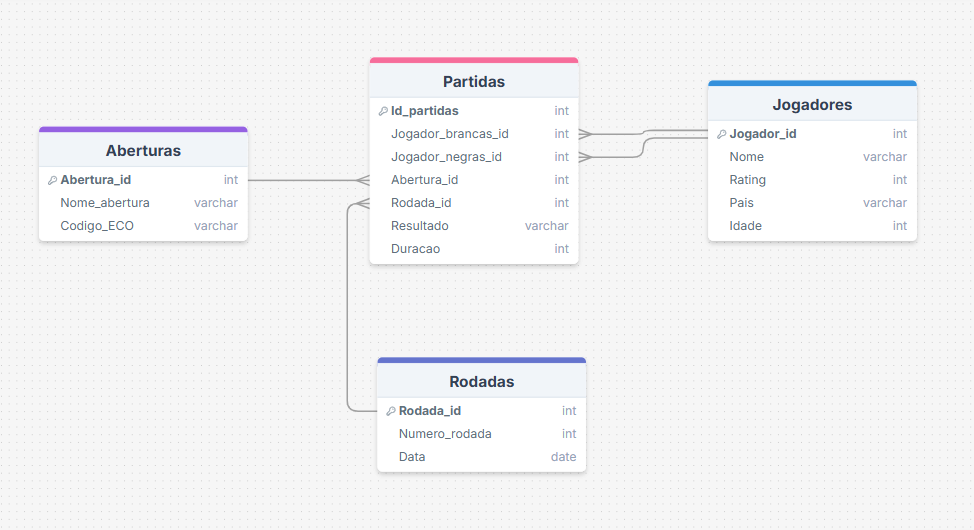 Partidas
Id_partidas int
Jogador_brancas_id int
Jogador_negras_id int
Abertura_id int
Rodada_id int
Resultado varchar
Duracao int
Jogadores
Jogador_id int
Nome varchar
Rating int
Pais varchar
Idade int
Aberturas
Abertura_id int
Nome_abertura varchar
Codigo_ECO varchar
Rodadas
Rodada_id int
Numero_rodada int
Data date